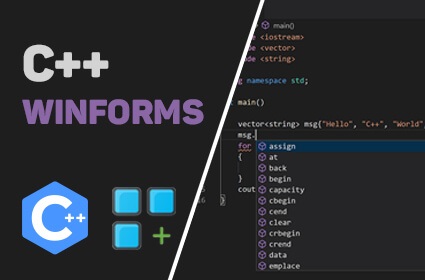 C++
WINFORMS
C++
main()
<iostream>
<vector>
<string>
namespace std;
main()
vector<string> msg{"Hello", "C++", "World"
msg.
for
assign
{
at
back
}
begin
cout
capacity
16
cbegin
cend
clear
crbegin
crend
data
emplace